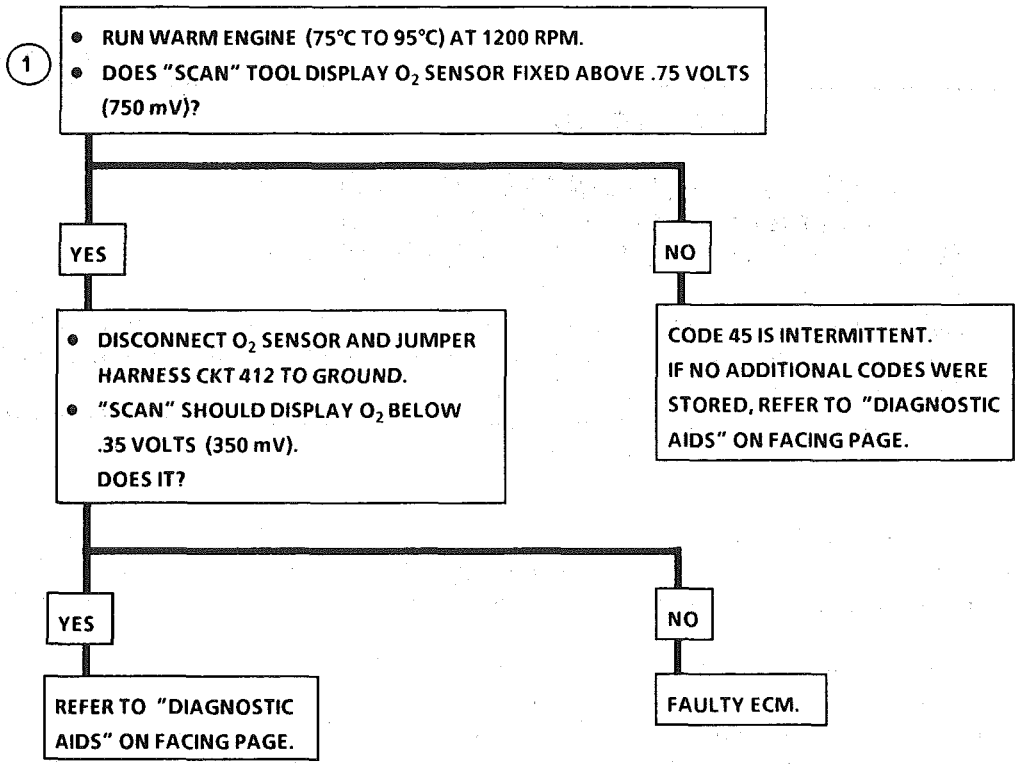 1
• RUN WARM ENGINE (75°C TO 95°C) AT 1200 RPM.
• DOES "SCAN" TOOL DISPLAY O₂ SENSOR FIXED ABOVE .75 VOLTS
(750 mV)?
YES
NO
• DISCONNECT O₂ SENSOR AND JUMPER
HARNESS CKT 412 TO GROUND.
• "SCAN" SHOULD DISPLAY O₂ BELOW
.35 VOLTS (350 mV).
DOES IT?
CODE 45 IS INTERMITTENT.
IF NO ADDITIONAL CODES WERE
STORED, REFER TO "DIAGNOSTIC
AIDS" ON FACING PAGE.
YES
NO
REFER TO "DIAGNOSTIC
AIDS" ON FACING PAGE.
FAULTY ECM.